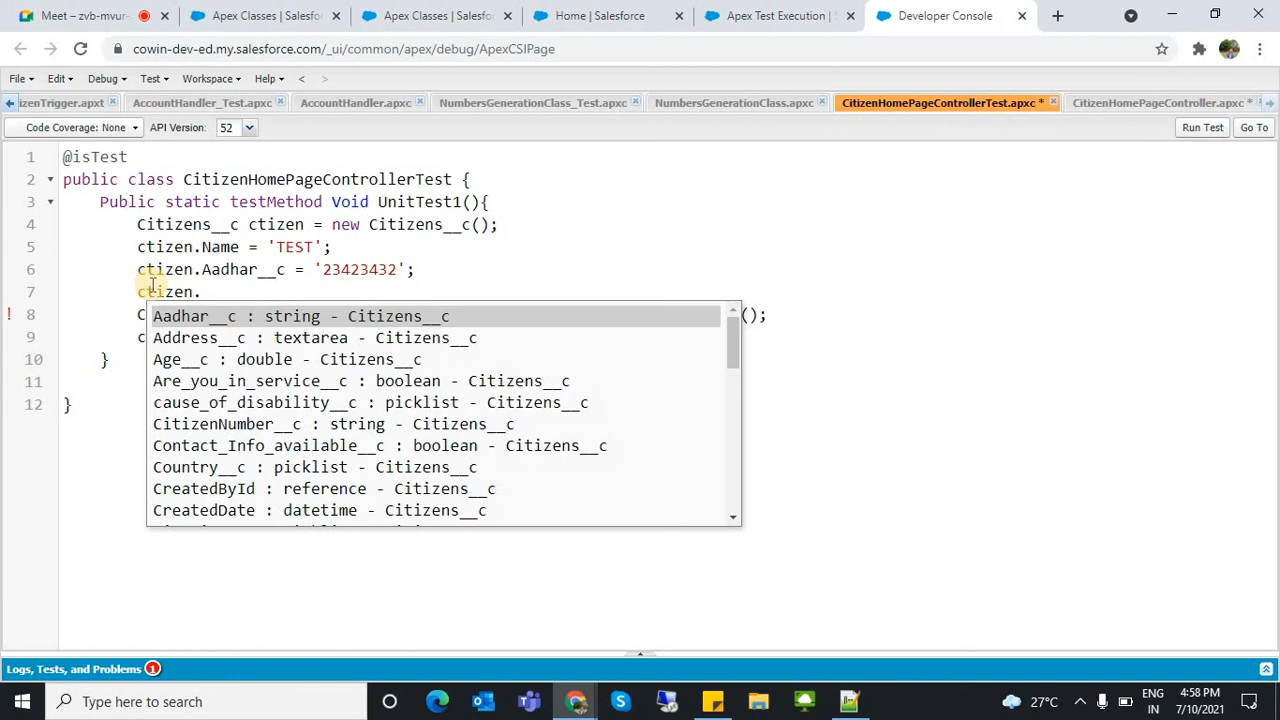 Meet – zvb-mvur-
Apex Classes | Salesfo
Apex Classes | Salesfo
Home | Salesforce
Apex Test Execution |
Developer Console
cowin-dev-ed.my.salesforce.com/_ui/common/apex/debug/ApexCSIPage
File Edit Debug Test Workspace Help < >
izenTrigger.apxt AccountHandler_Test.apxc AccountHandler.apxc NumbersGenerationClass_Test.apxc NumbersGenerationClass.apxc CitizenHomePageControllerTest.apxc * CitizenHomePageController.apxc *
Code Coverage: None API Version: 52 Run Test Go To
1 @isTest
2 public class CitizenHomePageControllerTest {
3 Public static testMethod Void UnitTest1(){
4 Citizens__c ctizen = new Citizens__c();
5 ctizen.Name = 'TEST';
6 ctizen.Aadhar__c = '23423432';
7 ctizen.
! 8 C ();
9 c
10 }
11
12 }
Aadhar__c : string - Citizens__c
Address__c : textarea - Citizens__c
Age__c : double - Citizens__c
Are_you_in_service__c : boolean - Citizens__c
cause_of_disability__c : picklist - Citizens__c
CitizenNumber__c : string - Citizens__c
Contact_Info_available__c : boolean - Citizens__c
Country__c : picklist - Citizens__c
CreatedById : reference - Citizens__c
CreatedDate : datetime - Citizens__c
Logs, Tests, and Problems 1
Type here to search
27°C
ENG
IN
4:58 PM
7/10/2021